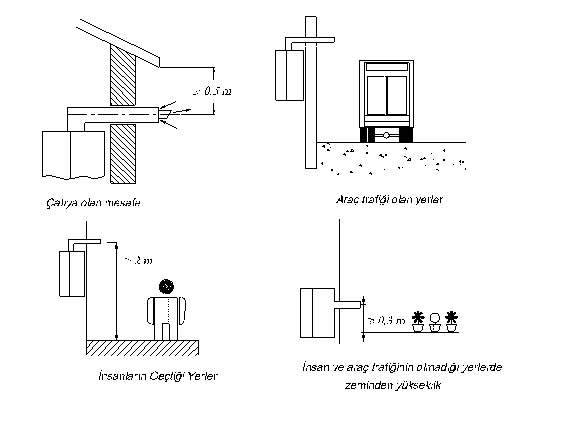 > 0.5 m
Çatıya olan mesafe
Araç trafiği olan yerler
> 2 m
İnsanların Geçtiği Yerler
> 0,3 m
İnsan ve araç trafiğinin olmadığı yerlerde
zeminden yükseklik